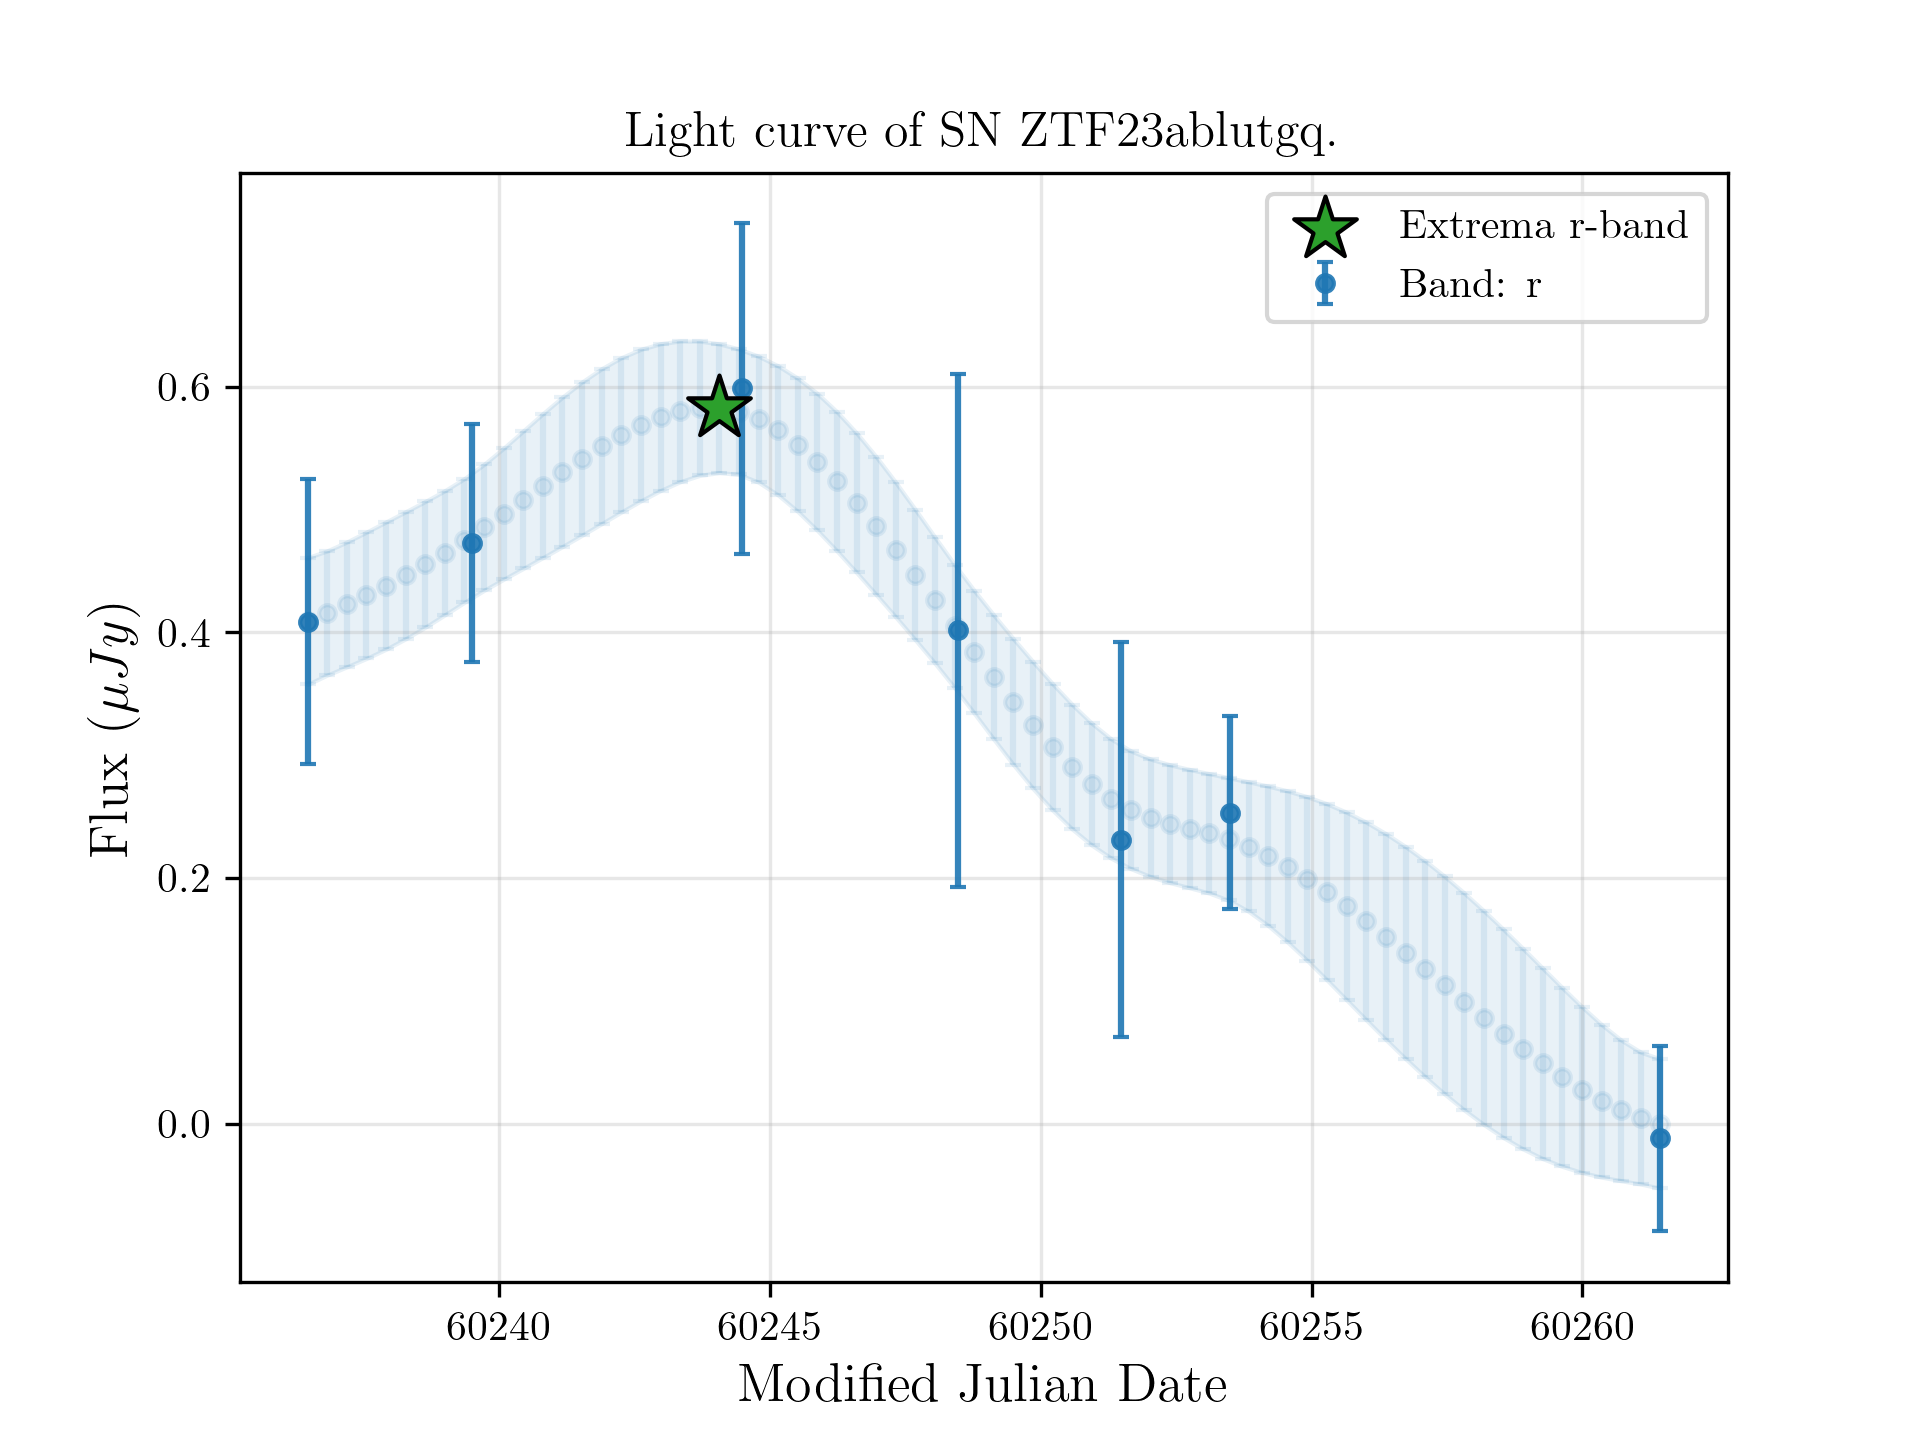 Light curve of SN ZTF23ablutgq.
Extrema r-band
Band: r
Flux (μJy)
0.6
0.4
0.2
0.0
60240 60245 60250 60255 60260
Modified Julian Date